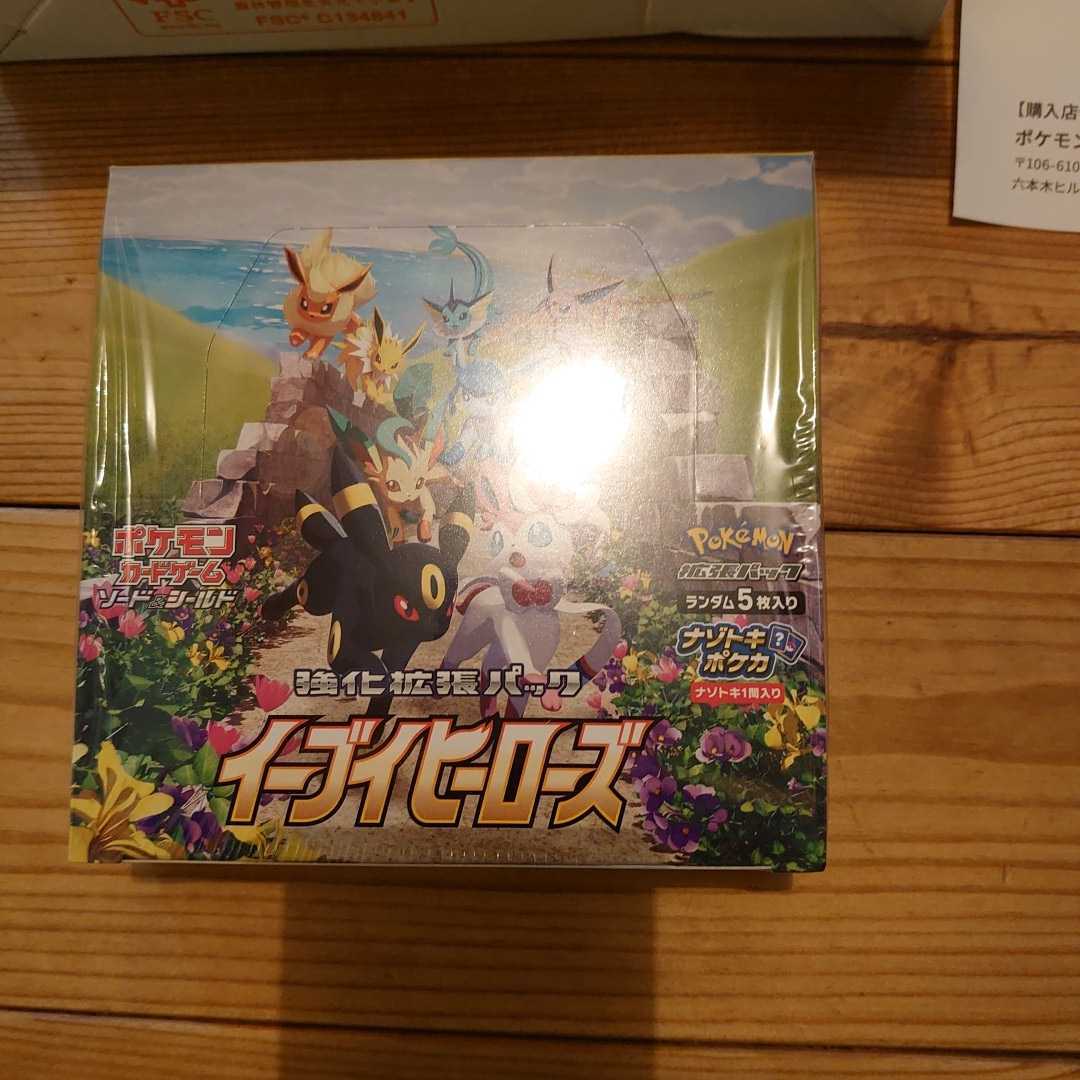 FSC
FSC® C134841
【購入店
ポケモン
〒106-610
六本木ヒル
ポケモン
カードゲーム
ソード&シールド
POKéMON
拡張パック
ランダム5枚入り
ナゾトキ
ポケカ
ナゾトキ1問入り
強化拡張パック
イーブイヒーローズ